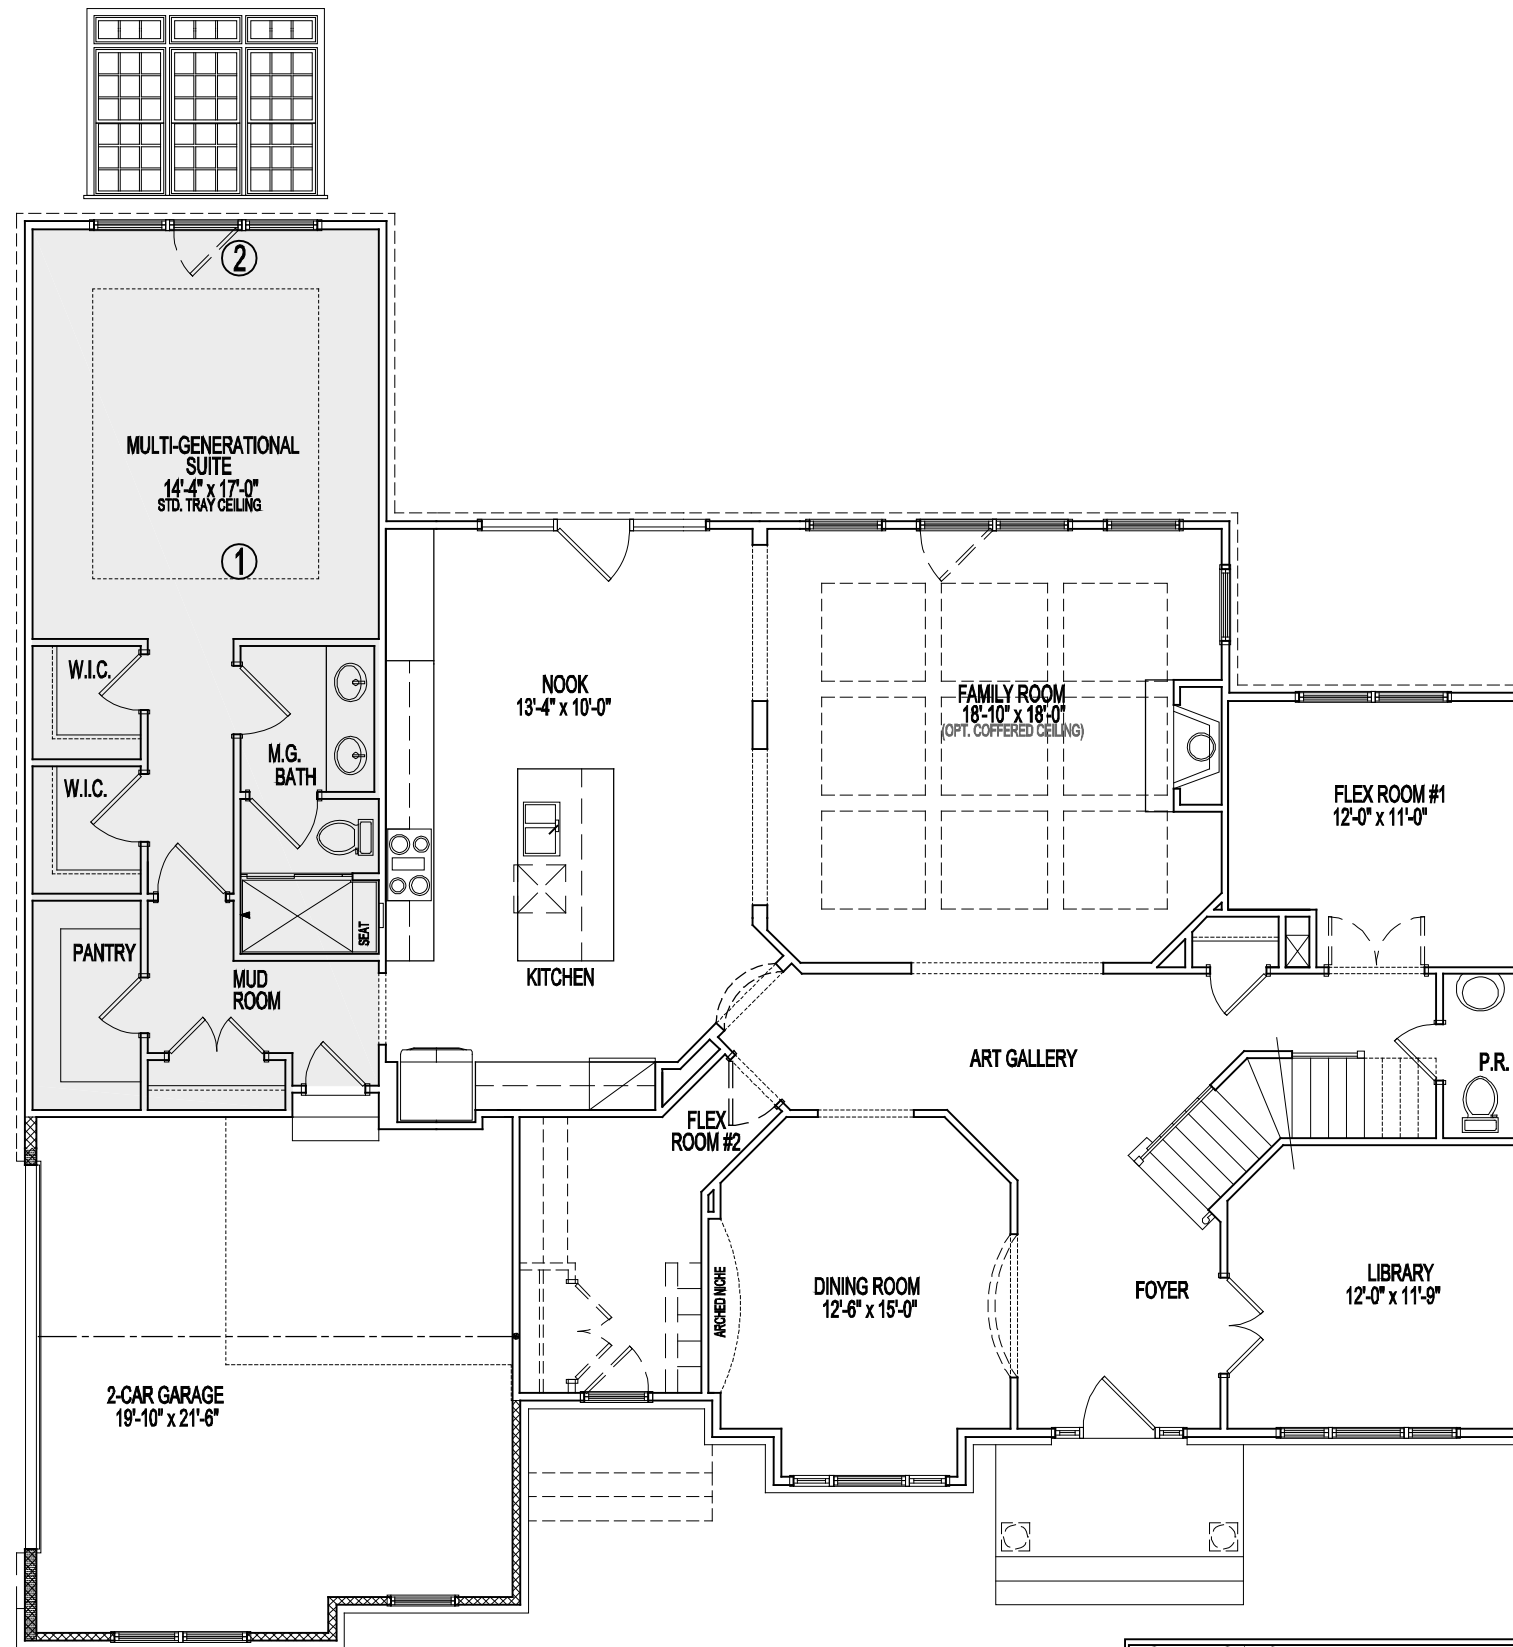 2
MULTI-GENERATIONAL
SUITE
14'-4" x 17'-0"
STD. TRAY CEILING
1
W.I.C.
W.I.C.
M.G.
BATH
SEAT
PANTRY
MUD
ROOM
NOOK
13'-4" x 10'-0"
KITCHEN
FAMILY ROOM
18'-10" x 18'-0"
(OPT. COFFERED CEILING)
FLEX ROOM #1
12'-0" x 11'-0"
ART GALLERY
P.R.
FLEX
ROOM #2
ARCHED NICHE
DINING ROOM
12'-6" x 15'-0"
FOYER
LIBRARY
12'-0" x 11'-9"
2-CAR GARAGE
19'-10" x 21'-6"